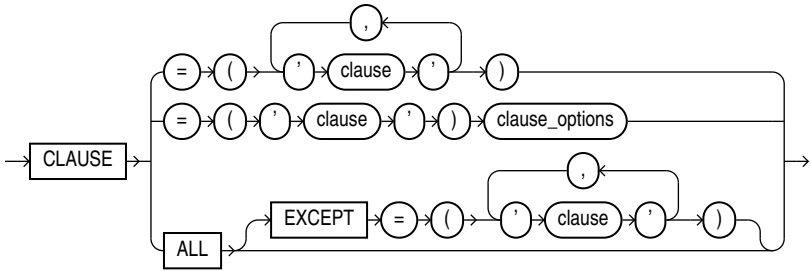 ,
= ( ' clause ' )
= ( ' clause ' ) clause_options
CLAUSE
,
EXCEPT = ( ' clause ' )
ALL